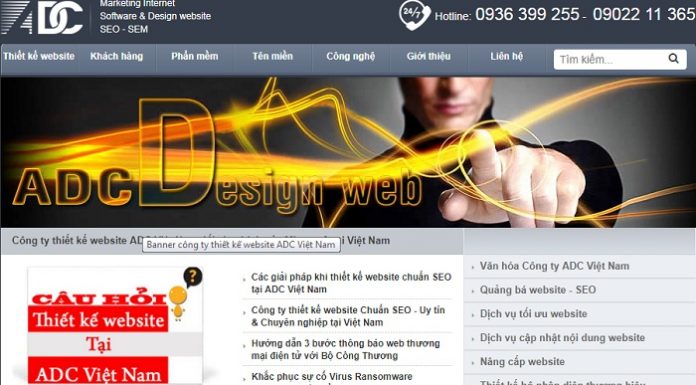 ADC
Marketing Internet
Software & Design website
SEO - SEM
24/7
Hotline: 0936 399 255 - 09022 11 365
Thiết kế website
Khách hàng
Phần mềm
Tên miền
Công nghệ
Giới thiệu
Liên hệ
Tìm kiếm...
ADC Design web
Công ty thiết kế website
Việt Nam
Banner công ty thiết kế website ADC Việt Nam
CÂU HỎI
Thiết kế website
Tại
ADC Việt Nam
?
Các giải pháp khi thiết kế website chuẩn SEO
tại ADC Việt Nam
Công ty thiết kế website Chuẩn SEO - Uy tín
& Chuyên nghiệp tại Việt Nam
Hướng dẫn 3 bước thông báo web thương
mại điện tử với Bộ Công Thương
Khắc phục sự cố Virus Ransomware
Văn hóa Công ty ADC Việt Nam
Quảng bá website - SEO
Dịch vụ tối ưu website
Dịch vụ cập nhật nội dung website
Nâng cấp website